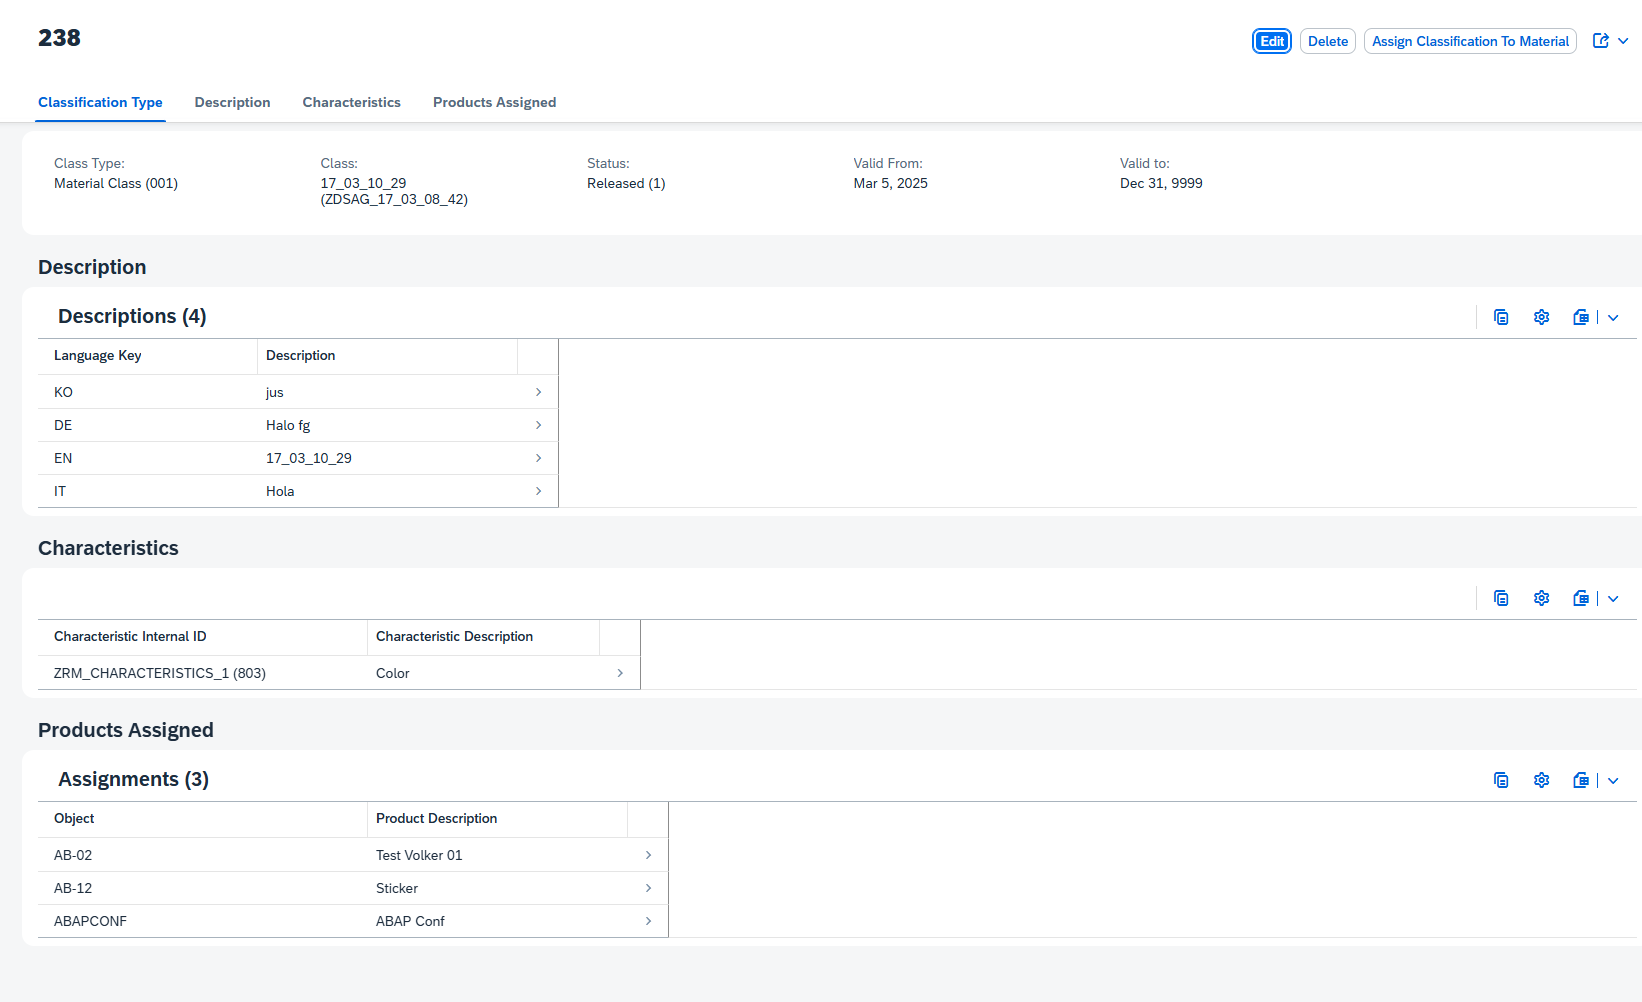 238
Edit Delete Assign Classification To Material
Classification Type Description Characteristics Products Assigned
Class Type: Class: Status: Valid From: Valid to:
Material Class (001) 17_03_10_29 Released (1) Mar 5, 2025 Dec 31, 9999
(ZDSAG_17_03_08_42)
Description
Descriptions (4)
Language Key Description
KO jus
DE Halo fg
EN 17_03_10_29
IT Hola
Characteristics
Characteristic Internal ID Characteristic Description
ZRM_CHARACTERISTICS_1 (803) Color
Products Assigned
Assignments (3)
Object Product Description
AB-02 Test Volker 01
AB-12 Sticker
ABAPCONF ABAP Conf